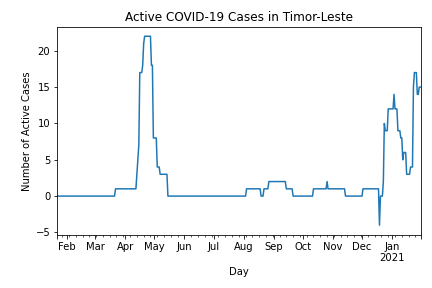 Active COVID-19 Cases in Timor-Leste
Number of Active Cases
20
15
10
5
0
−5
Feb Mar Apr May Jun Jul Aug Sep Oct Nov Dec Jan
2021
Day